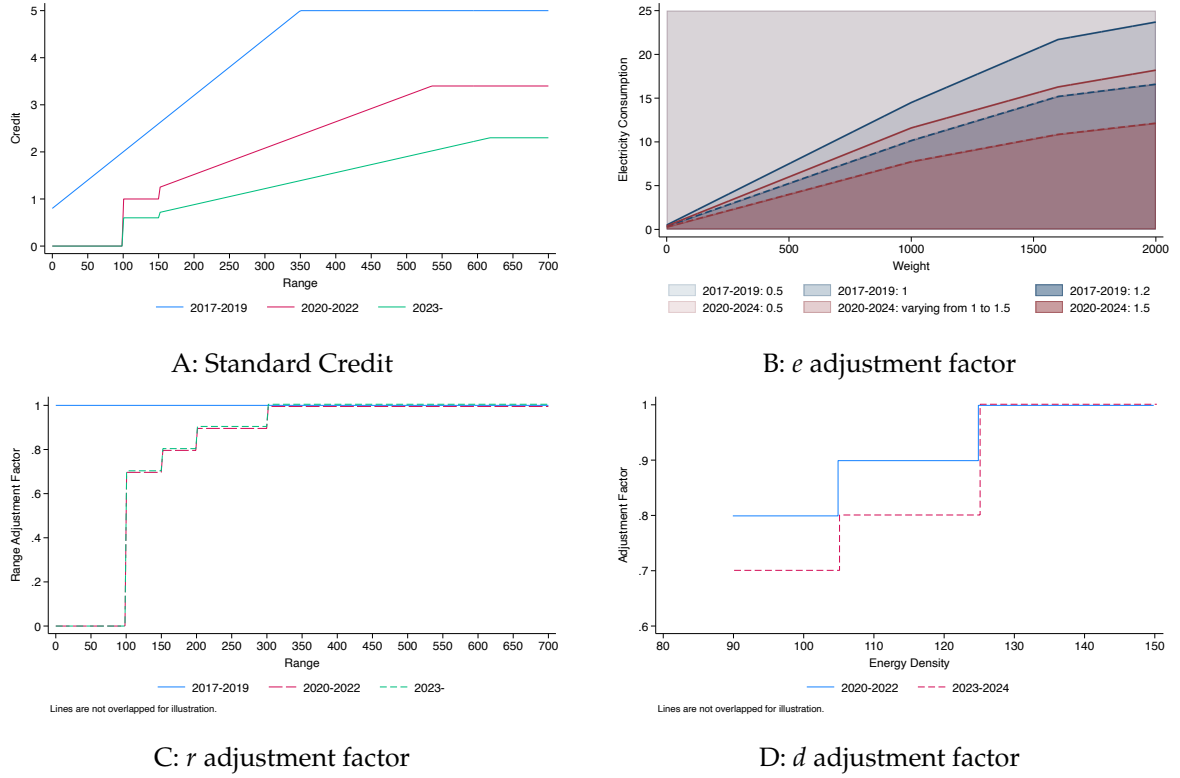 5
4
3
2
1
0
Credit
0 50 100 150 200 250 300 350 400 450 500 550 600 650 700
Range
2017-2019 2020-2022 2023-
A: Standard Credit
25
20
15
10
5
0
Electricity Consumption
0 500 1000 1500 2000
Weight
2017-2019: 0.5 2017-2019: 1 2017-2019: 1.2
2020-2024: 0.5 2020-2024: varying from 1 to 1.5 2020-2024: 1.5
B: e adjustment factor
1
.8
.6
.4
.2
0
Range Adjustment Factor
0 50 100 150 200 250 300 350 400 450 500 550 600 650 700
Range
2017-2019 2020-2022 2023-
Lines are not overlapped for illustration.
C: r adjustment factor
1
.9
.8
.7
.6
Adjustment Factor
80 90 100 110 120 130 140 150
Energy Density
2020-2022 2023-2024
Lines are not overlapped for illustration.
D: d adjustment factor